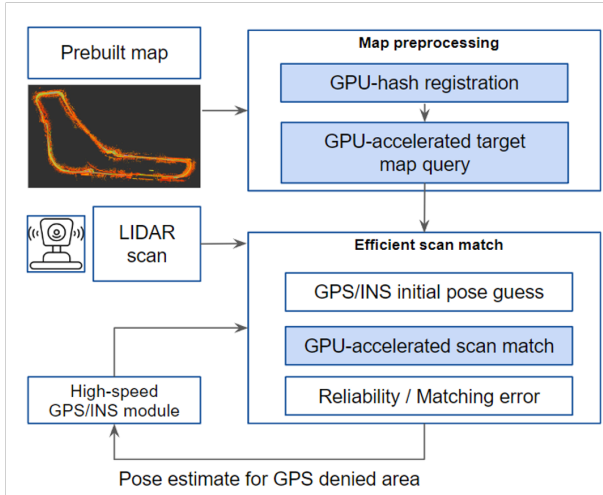 Prebuilt map
Map preprocessing
GPU-hash registration
GPU-accelerated target
map query
LIDAR
scan
Efficient scan match
GPS/INS initial pose guess
GPU-accelerated scan match
Reliability / Matching error
High-speed
GPS/INS module
Pose estimate for GPS denied area